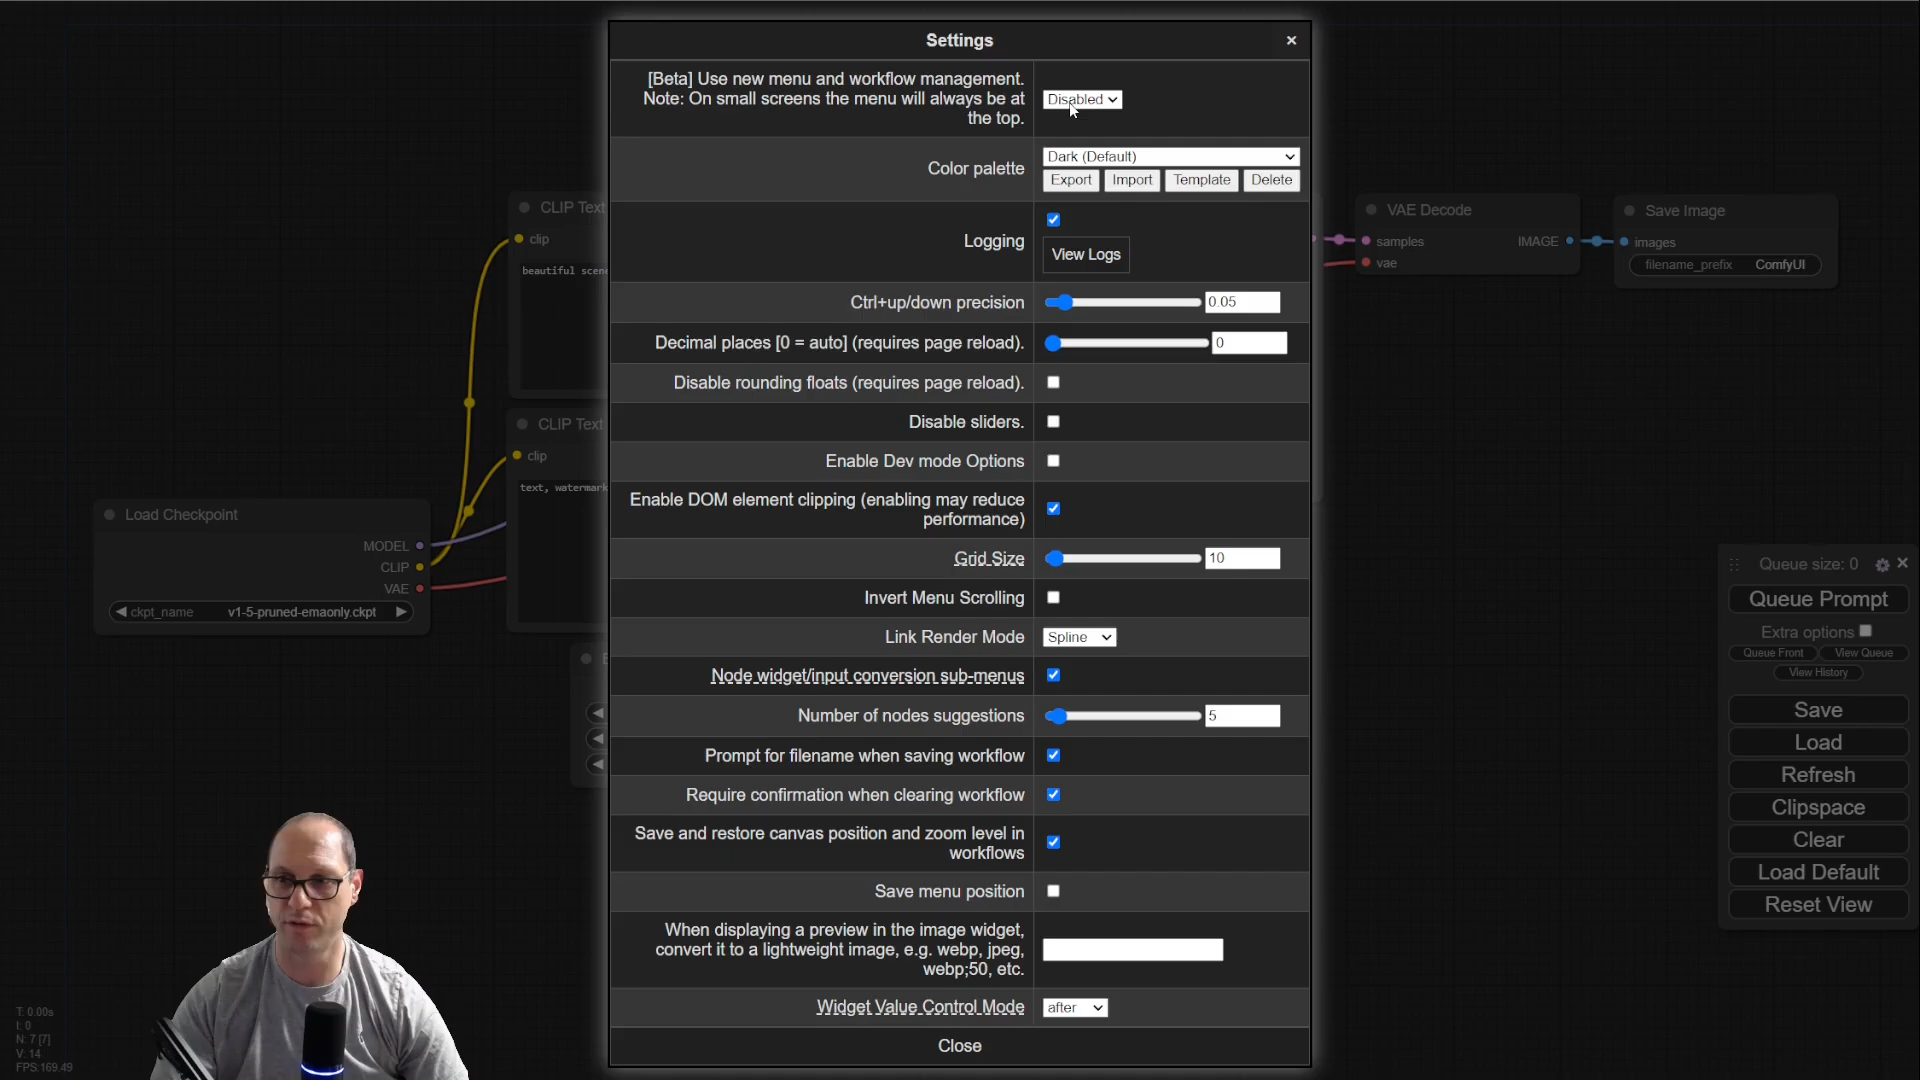 Settings
×
[Beta] Use new menu and workflow management.
Note: On small screens the menu will always be at
the top.
Disabled
Color palette
Dark (Default)
Export
Import
Template
Delete
Logging
View Logs
Ctrl+up/down precision
0.05
Decimal places [0 = auto] (requires page reload).
0
Disable rounding floats (requires page reload).
Disable sliders.
Enable Dev mode Options
Enable DOM element clipping (enabling may reduce
performance)
Grid Size
10
Invert Menu Scrolling
Link Render Mode
Spline
Node widget/input conversion sub-menus
Number of nodes suggestions
5
Prompt for filename when saving workflow
Require confirmation when clearing workflow
Save and restore canvas position and zoom level in
workflows
Save menu position
When displaying a preview in the image widget,
convert it to a lightweight image, e.g. webp, jpeg,
webp;50, etc.
Widget Value Control Mode
after
Close
CLIP Text
clip
beautiful scene
CLIP Text
clip
text, watermark
Load Checkpoint
MODEL
CLIP
VAE
ckpt_name v1-5-pruned-emaonly.ckpt
VAE Decode
samples IMAGE
vae
Save Image
images
filename_prefix ComfyUI
Queue size: 0
Queue Prompt
Extra options
Queue Front
View Queue
View History
Save
Load
Refresh
Clipspace
Clear
Load Default
Reset View
T: 0.00s
I: 0
N: 7 [7]
V: 14
FPS:169.49